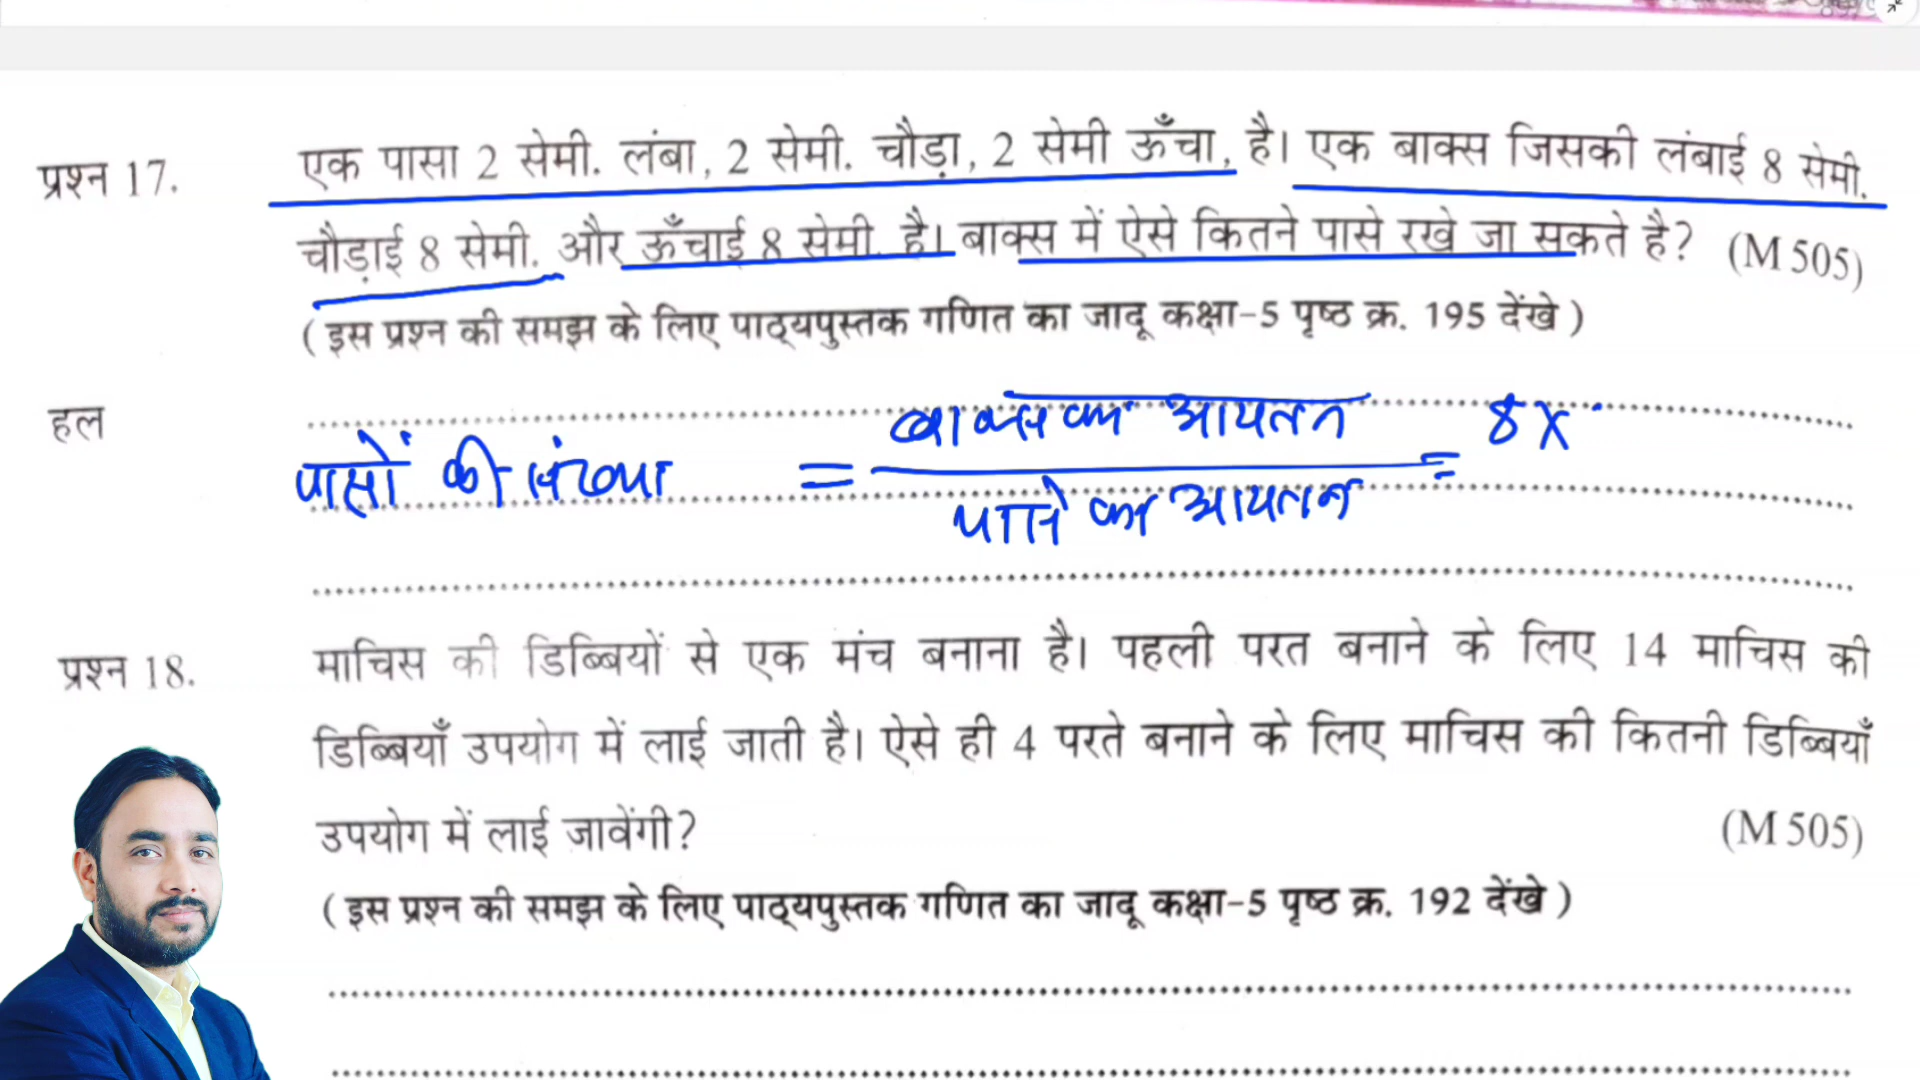 प्रश्न 17. एक पासा 2 सेमी. लंबा, 2 सेमी. चौड़ा, 2 सेमी ऊँचा, है। एक बाक्स जिसकी लंबाई 8 सेमी.
चौड़ाई 8 सेमी. और ऊँचाई 8 सेमी. है। बाक्स में ऐसे कितने पासे रखे जा सकते है? (M 505)
(इस प्रश्न की समझ के लिए पाठ्यपुस्तक गणित का जादू कक्षा-5 पृष्ठ क्र. 195 देंखे)
हल
पासों की संख्या = बाक्स का आयतन / पासे का आयतन = 8 x
प्रश्न 18. माचिस की डिब्बियों से एक मंच बनाना है। पहली परत बनाने के लिए 14 माचिस की
डिब्बियाँ उपयोग में लाई जाती है। ऐसे ही 4 परते बनाने के लिए माचिस की कितनी डिब्बियाँ
उपयोग में लाई जावेंगी? (M 505)
(इस प्रश्न की समझ के लिए पाठ्यपुस्तक गणित का जादू कक्षा-5 पृष्ठ क्र. 192 देंखे)